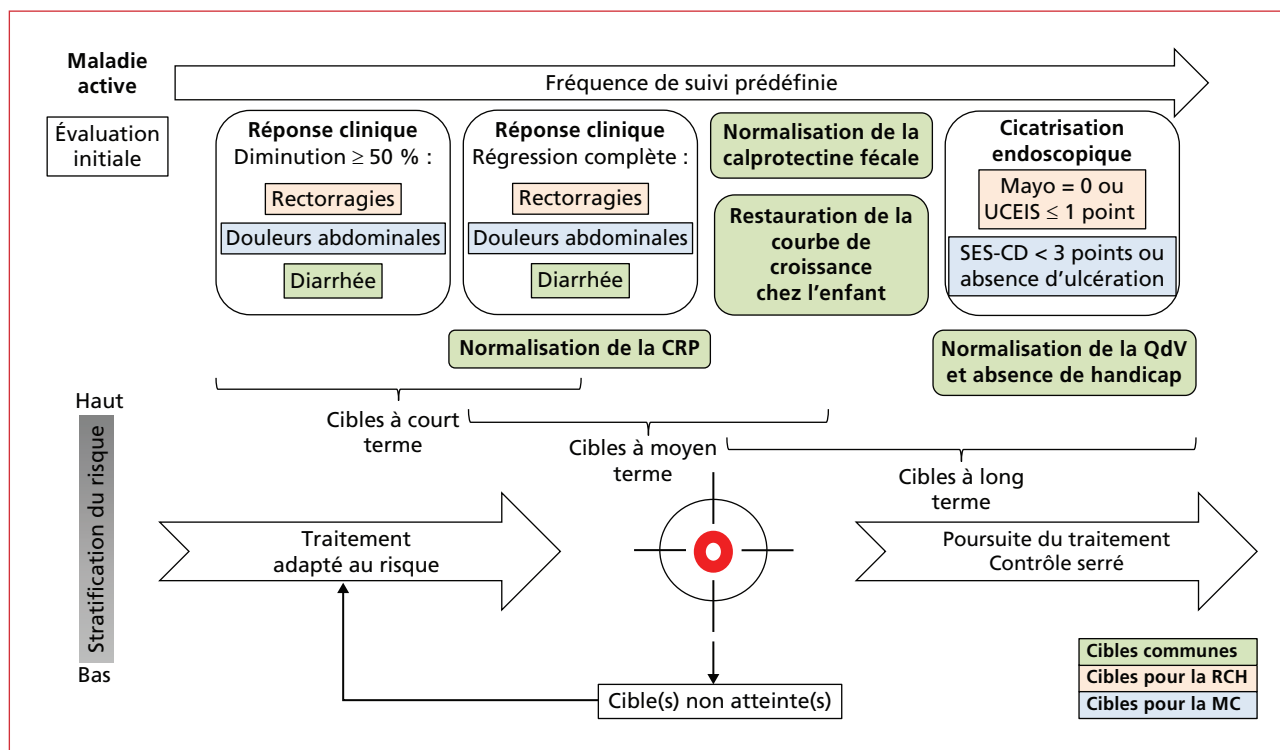 Maladie
active
Fréquence de suivi prédéfinie
Évaluation
initiale
Réponse clinique
Diminution ≥ 50 % :
Rectorragies
Douleurs abdominales
Diarrhée
Réponse clinique
Régression complète :
Rectorragies
Douleurs abdominales
Diarrhée
Normalisation de la
calprotectine fécale
Restauration de la
courbe de
croissance
chez l'enfant
Cicatrisation
endoscopique
Mayo = 0 ou
UCEIS ≤ 1 point
SES-CD < 3 points ou
absence d'ulcération
Normalisation de la CRP
Normalisation de la QdV
et absence de handicap
Cibles à court
terme
Cibles à moyen
terme
Cibles à long
terme
Haut
Stratification du risque
Bas
Traitement
adapté au risque
Poursuite du traitement
Contrôle serré
Cible(s) non atteinte(s)
Cibles communes
Cibles pour la RCH
Cibles pour la MC